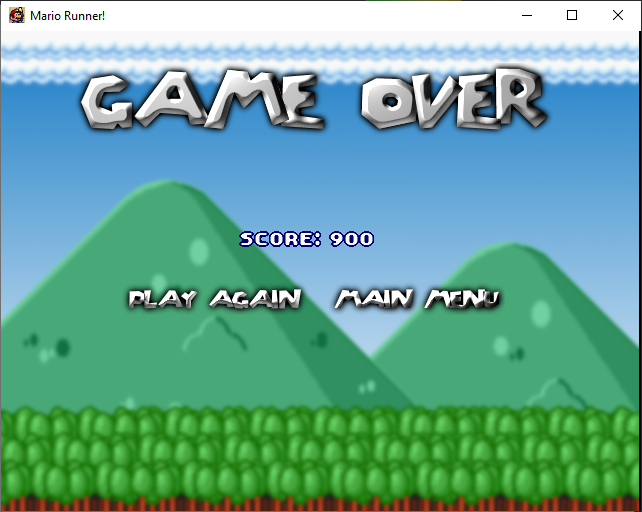 Mario Runner!
GAME OVER
SCORE: 900
PLAY AGAIN MAIN MENU